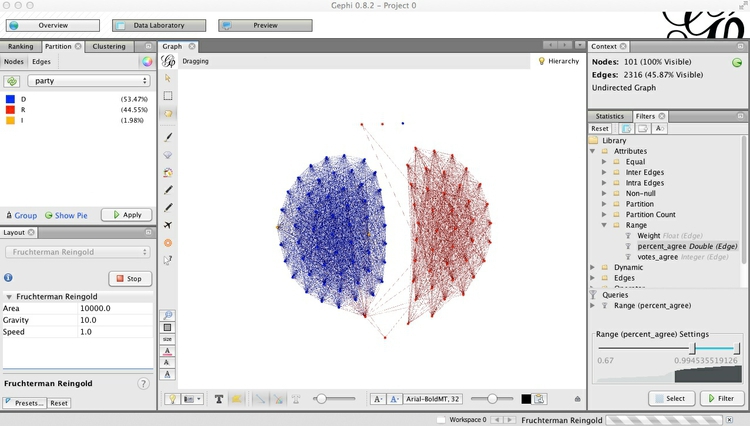 Gephi 0.8.2 - Project 0
Overview
Data Laboratory
Preview
Ranking Partition Clustering
Nodes Edges
party
D (53.47%)
R (44.55%)
I (1.98%)
Group Show Pie Apply
Layout
Fruchterman Reingold
Stop
Fruchterman Reingold
Area 10000.0
Gravity 10.0
Speed 1.0
Fruchterman Reingold
Presets... Reset
Graph
Dragging
Hierarchy
size
A
A
A
T
A- A- Arial-BoldMT, 32
Context
Nodes: 101 (100% Visible)
Edges: 2316 (45.87% Visible)
Undirected Graph
Statistics Filters
Reset
Library
Attributes
Equal
Inter Edges
Intra Edges
Non-null
Partition
Partition Count
Range
Weight Float (Edge)
percent_agree Double (Edge)
votes_agree Integer (Edge)
Dynamic
Edges
Operator
Queries
Range (percent_agree)
Range (percent_agree) Settings
0.67 0.994535519126
Select Filter
Workspace 0
Fruchterman Reingold